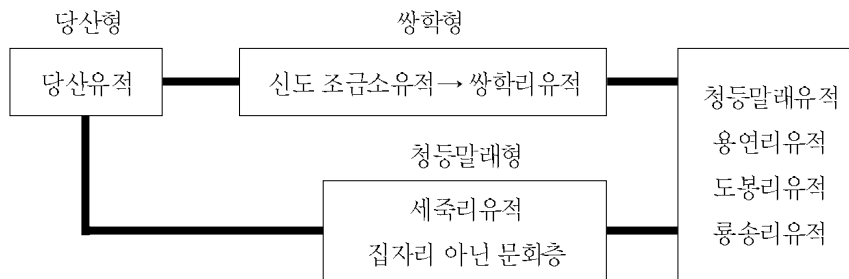 당산형
쌍학형
당산유적
신도 조금소유적→ 쌍학리유적
청등말래형
세죽리유적
집자리 아닌 문화층
청등말래유적
용연리유적
도봉리유적
룡송리유적